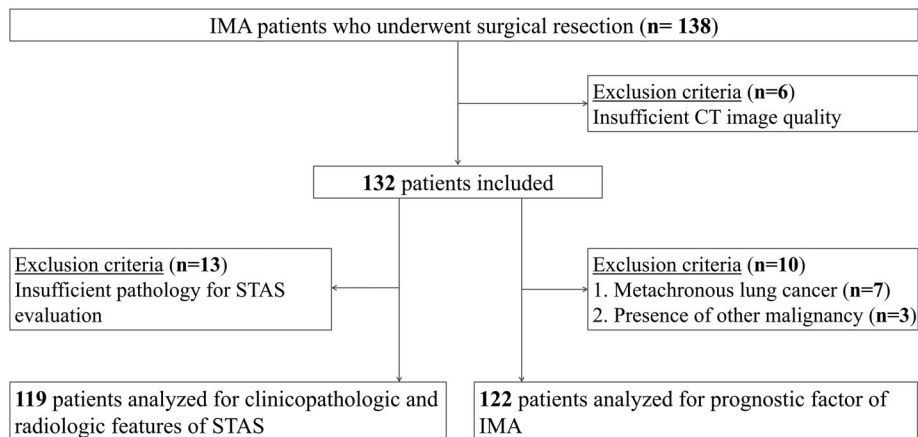 IMA patients who underwent surgical resection (n= 138)
Exclusion criteria (n=6)
Insufficient CT image quality
132 patients included
Exclusion criteria (n=13)
Insufficient pathology for STAS
evaluation
Exclusion criteria (n=10)
1. Metachronous lung cancer (n=7)
2. Presence of other malignancy (n=3)
119 patients analyzed for clinicopathologic and
radiologic features of STAS
122 patients analyzed for prognostic factor of
IMA